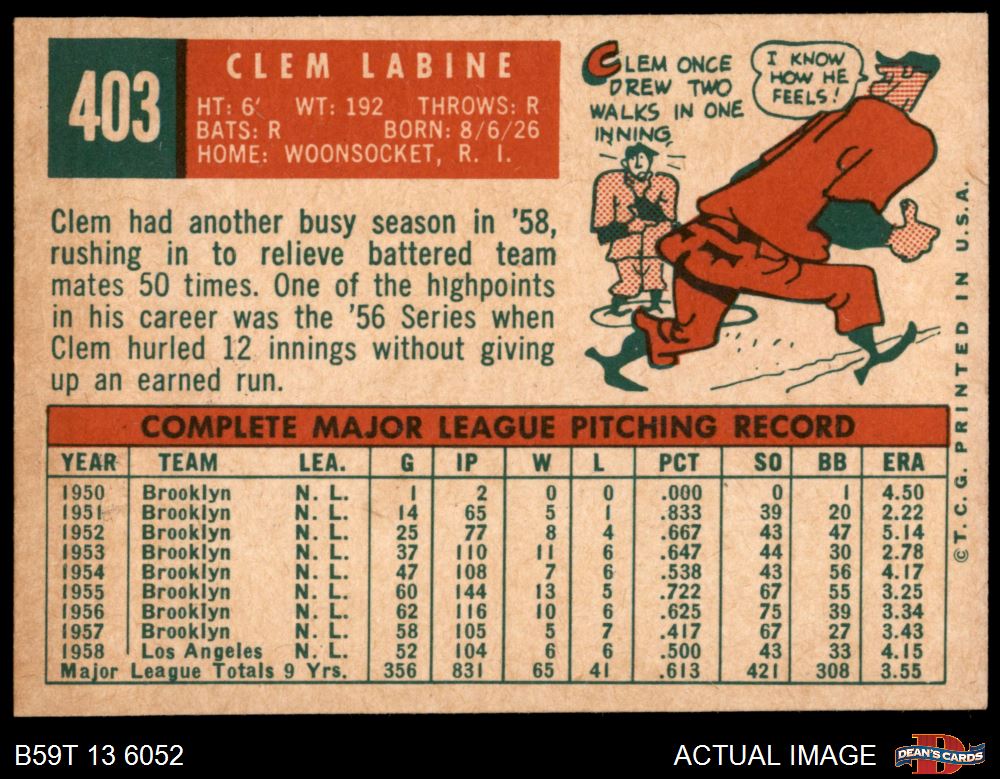 403
CLEM LABINE
HT: 6' WT: 192 THROWS: R
BATS: R BORN: 8/6/26
HOME: WOONSOCKET, R. I.
CLEM ONCE
DREW TWO
WALKS IN ONE
INNING
I KNOW
HOW HE
FEELS!
Clem had another busy season in '58,
rushing in to relieve battered team
mates 50 times. One of the highpoints
in his career was the '56 Series when
Clem hurled 12 innings without giving
up an earned run.
COMPLETE MAJOR LEAGUE PITCHING RECORD
YEAR TEAM LEA. G IP W L PCT SO BB ERA
1950 Brooklyn N. L. 1 2 0 0 .000 0 1 4.50
1951 Brooklyn N. L. 14 65 5 1 .833 39 20 2.22
1952 Brooklyn N. L. 25 77 8 4 .667 43 47 5.14
1953 Brooklyn N. L. 37 110 11 6 .647 44 30 2.78
1954 Brooklyn N. L. 47 108 7 6 .538 43 56 4.17
1955 Brooklyn N. L. 60 144 13 5 .722 67 55 3.25
1956 Brooklyn N. L. 62 116 10 6 .625 75 39 3.34
1957 Brooklyn N. L. 58 105 5 7 .417 67 27 3.43
1958 Los Angeles N. L. 52 104 6 6 .500 43 33 4.15
Major League Totals 9 Yrs. 356 831 65 41 .613 421 308 3.55
© T. C. G. PRINTED IN U.S.A.
B59T 13 6052
ACTUAL IMAGE
D
DEAN'S CARDS